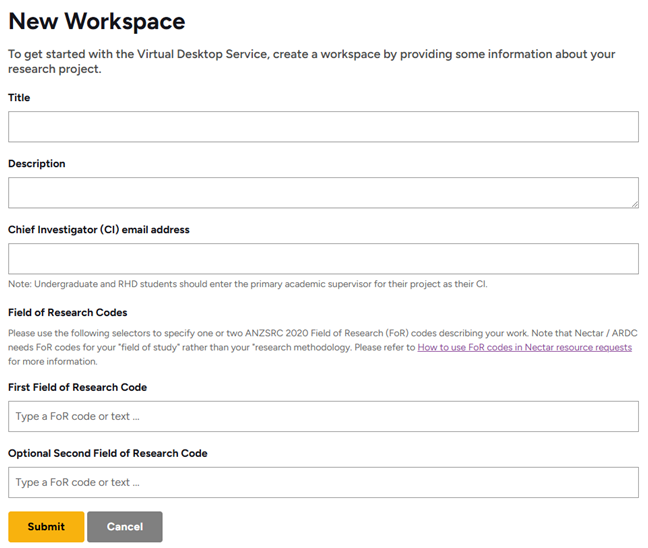 New Workspace
To get started with the Virtual Desktop Service, create a workspace by providing some information about your
research project.
Title
Description
Chief Investigator (CI) email address
Note: Undergraduate and RHD students should enter the primary academic supervisor for their project as their CI.
Field of Research Codes
Please use the following selectors to specify one or two ANZSRC 2020 Field of Research (FoR) codes describing your work. Note that Nectar / ARDC
needs FoR codes for your "field of study" rather than your "research methodology. Please refer to How to use FoR codes in Nectar resource requests
for more information.
First Field of Research Code
Type a FoR code or text ...
Optional Second Field of Research Code
Type a FoR code or text ...
Submit Cancel